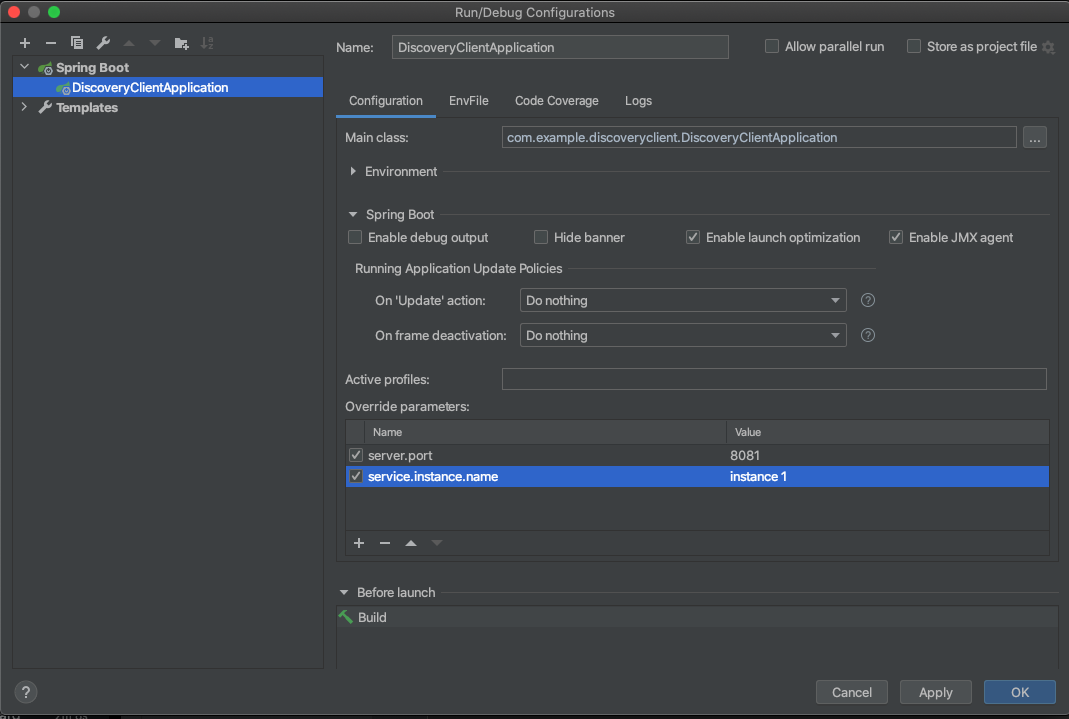 Run/Debug Configurations
Name: DiscoveryClientApplication Allow parallel run Store as project file
Spring Boot
DiscoveryClientApplication
Templates
Configuration EnvFile Code Coverage Logs
Main class: com.example.discoveryclient.DiscoveryClientApplication ...
Environment
Spring Boot
Enable debug output Hide banner Enable launch optimization Enable JMX agent
Running Application Update Policies
On 'Update' action: Do nothing ?
On frame deactivation: Do nothing ?
Active profiles:
Override parameters:
Name Value
server.port 8081
service.instance.name instance 1
Before launch
Build
? Cancel Apply OK